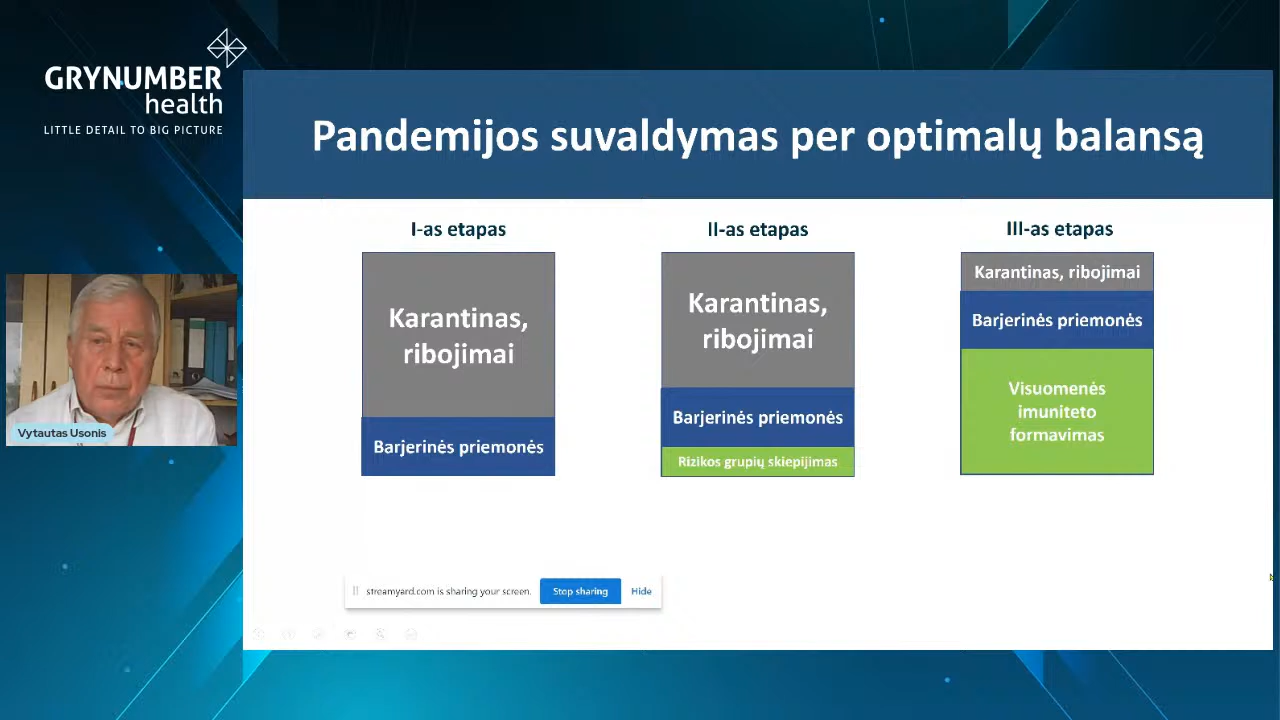 GRYNUMBER
health
LITTLE DETAIL TO BIG PICTURE
Pandemijos suvaldymas per optimalų balansą
I-as etapas
II-as etapas
III-as etapas
Karantinas,
ribojimai
Barjerinės priemonės
Karantinas,
ribojimai
Barjerinės priemonės
Rizikos grupių skiepijimas
Karantinas, ribojimai
Barjerinės priemonės
Visuomenės
imuniteto
formavimas
Vytautas Usonis
streamyard.com is sharing your screen.
Stop sharing
Hide